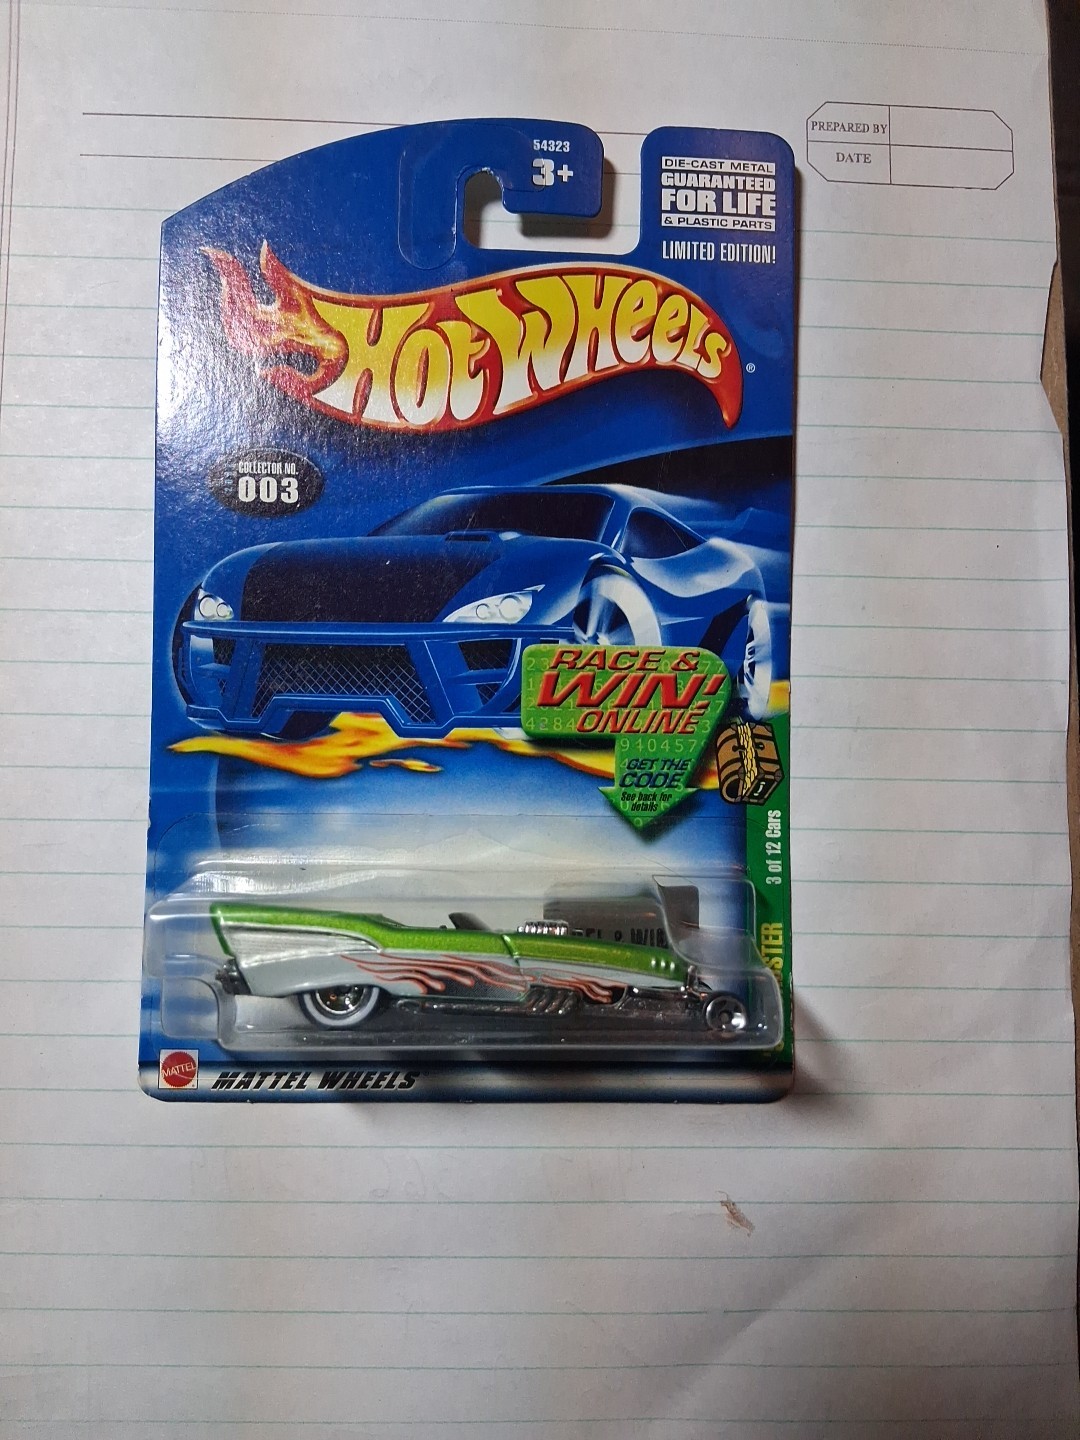 PREPARED BY
DATE
54323
3+
DIE-CAST METAL
GUARANTEED
FOR LIFE
& PLASTIC PARTS
LIMITED EDITION!
HOT WHEELS®
COLLECTOR NO.
003
RACE &
WIN!
ONLINE
GET THE
CODE
See back for
details
3 of 12 Cars
MATTEL
MATTEL WHEELS